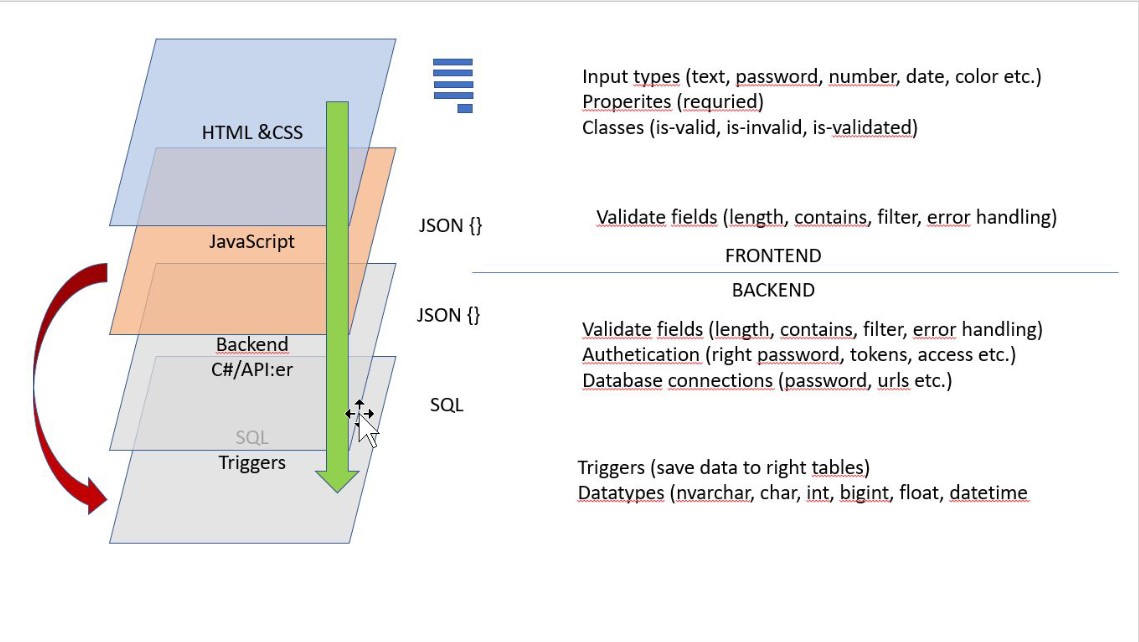 HTML &CSS
Input types (text, password, number, date, color etc.)
Properites (requried)
Classes (is-valid, is-invalid, is-validated)
JavaScript
JSON {}
Validate fields (length, contains, filter, error handling)
FRONTEND
BACKEND
Backend
C#/API:er
JSON {}
Validate fields (length, contains, filter, error handling)
Authetication (right password, tokens, access etc.)
Database connections (password, urls etc.)
SQL
SQL
Triggers
Triggers (save data to right tables)
Datatypes (nvarchar, char, int, bigint, float, datetime